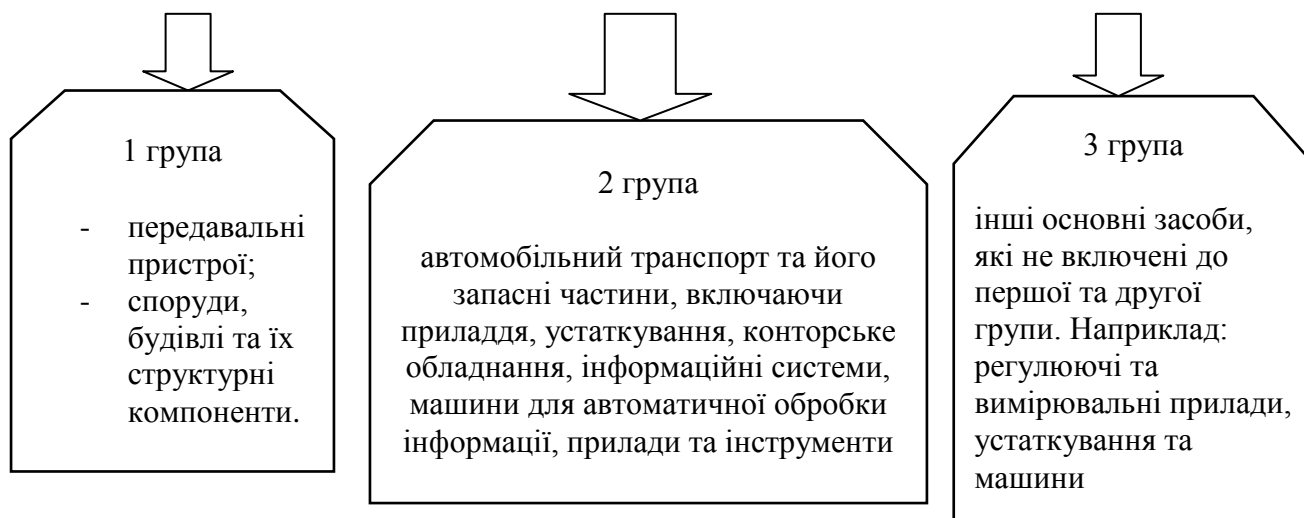 1 група
- передавальні
пристрої;
- споруди,
будівлі та їх
структурні
компоненти.
2 група
автомобільний транспорт та його
запасні частини, включаючи
приладдя, устаткування, конторське
обладнання, інформаційні системи,
машини для автоматичної обробки
інформації, прилади та інструменти
3 група
інші основні засоби,
які не включені до
першої та другої
групи. Наприклад:
регулюючі та
вимірювальні прилади,
устаткування та
машини